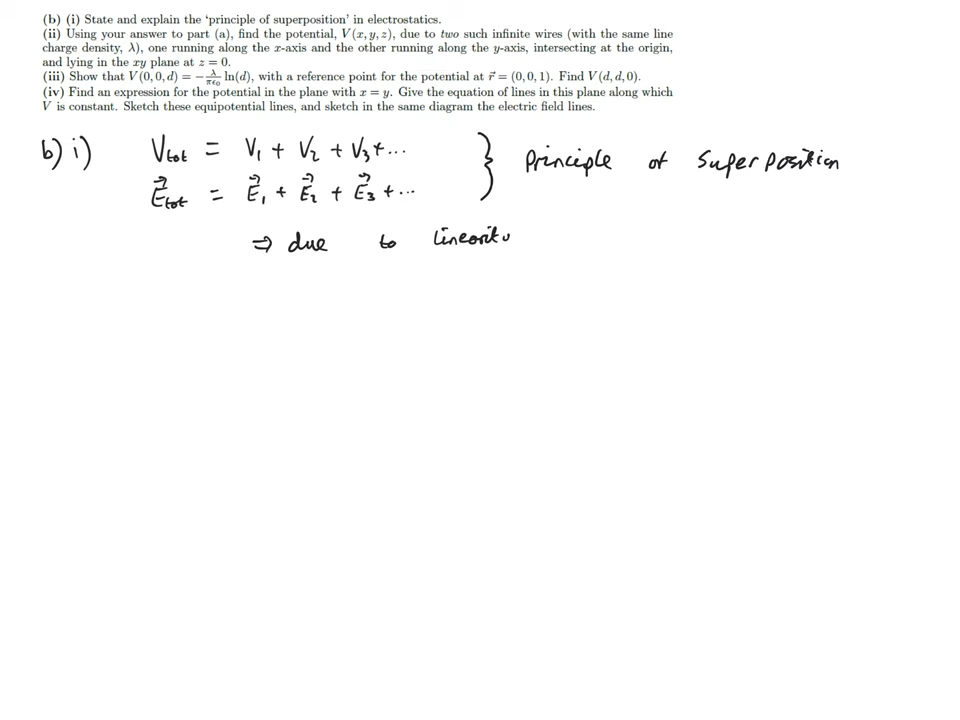 (b) (i) State and explain the 'principle of superposition' in electrostatics.
(ii) Using your answer to part (a), find the potential, V(x, y, z), due to two such infinite wires (with the same line
charge density, λ), one running along the x-axis and the other running along the y-axis, intersecting at the origin,
and lying in the xy plane at z = 0.
(iii) Show that V(0, 0, d) = −λ/πϵ₀ ln(d), with a reference point for the potential at r⃗ = (0, 0, 1). Find V(d, d, 0).
(iv) Find an expression for the potential in the plane with x = y. Give the equation of lines in this plane along which
V is constant. Sketch these equipotential lines, and sketch in the same diagram the electric field lines.
b) i) Vtot = V1 + V2 + V3 + ... } Principle of Superposition
E⃗tot = E⃗1 + E⃗2 + E⃗3 + ...
⇒ due to